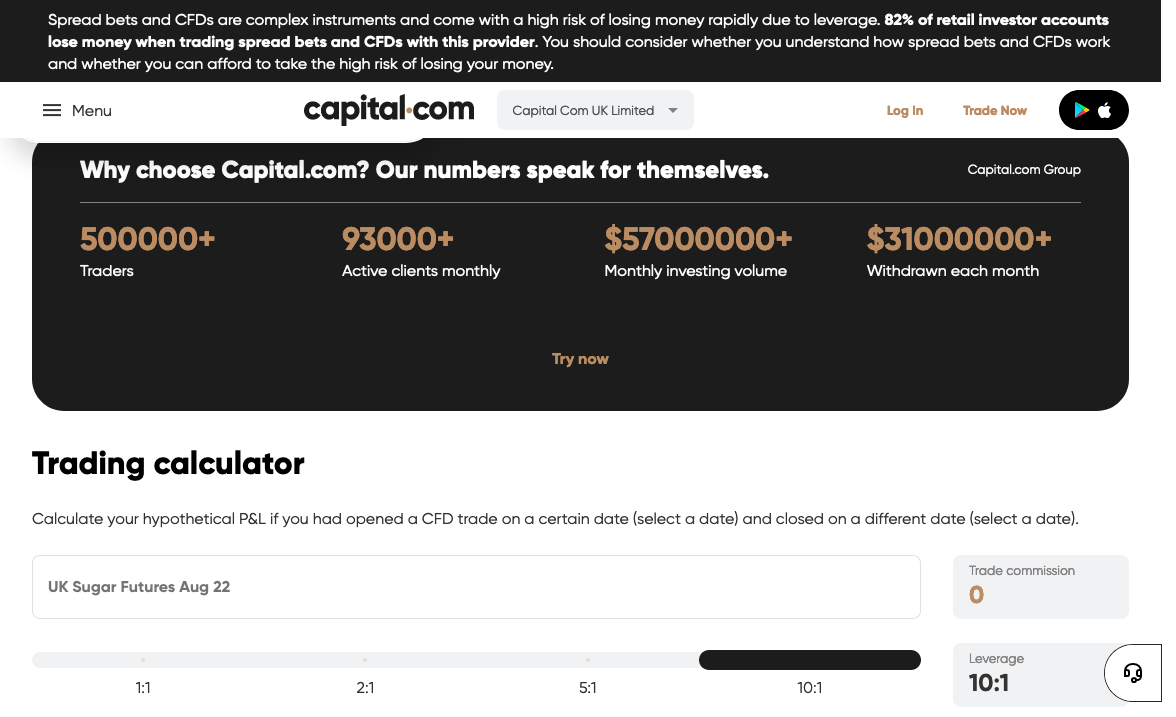 Spread bets and CFDs are complex instruments and come with a high risk of losing money rapidly due to leverage. 82% of retail investor accounts
lose money when trading spread bets and CFDs with this provider. You should consider whether you understand how spread bets and CFDs work
and whether you can afford to take the high risk of losing your money.
Menu
capital.com
Capital Com UK Limited
Log In
Trade Now
Why choose Capital.com? Our numbers speak for themselves.
Capital.com Group
500000+
Traders
93000+
Active clients monthly
$57000000+
Monthly investing volume
$31000000+
Withdrawn each month
Try now
Trading calculator
Calculate your hypothetical P&L if you had opened a CFD trade on a certain date (select a date) and closed on a different date (select a date).
UK Sugar Futures Aug 22
Trade commission
0
1:1
2:1
5:1
10:1
Leverage
10:1